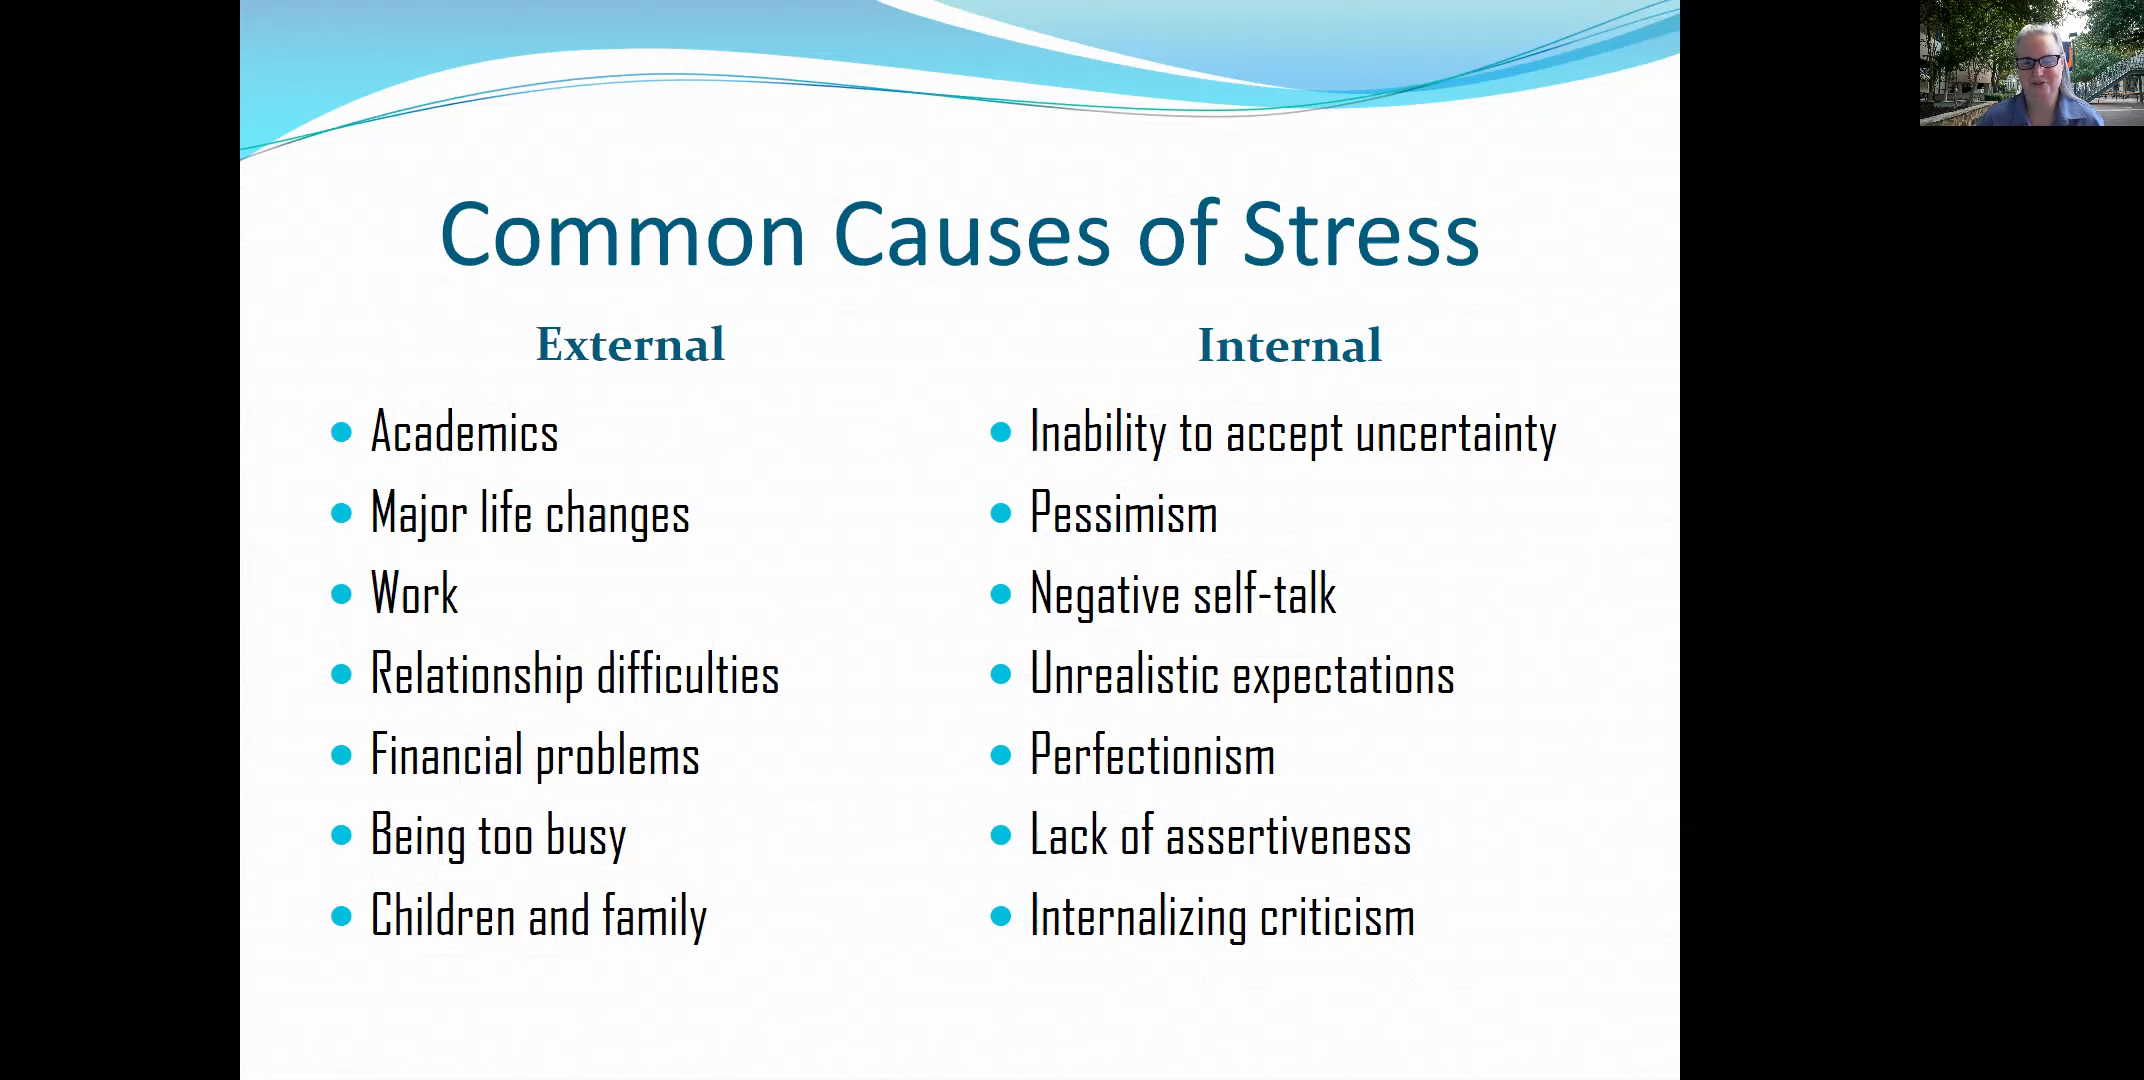 Common Causes of Stress
External
Academics
Major life changes
Work
Relationship difficulties
Financial problems
Being too busy
Children and family
Internal
Inability to accept uncertainty
Pessimism
Negative self-talk
Unrealistic expectations
Perfectionism
Lack of assertiveness
Internalizing criticism